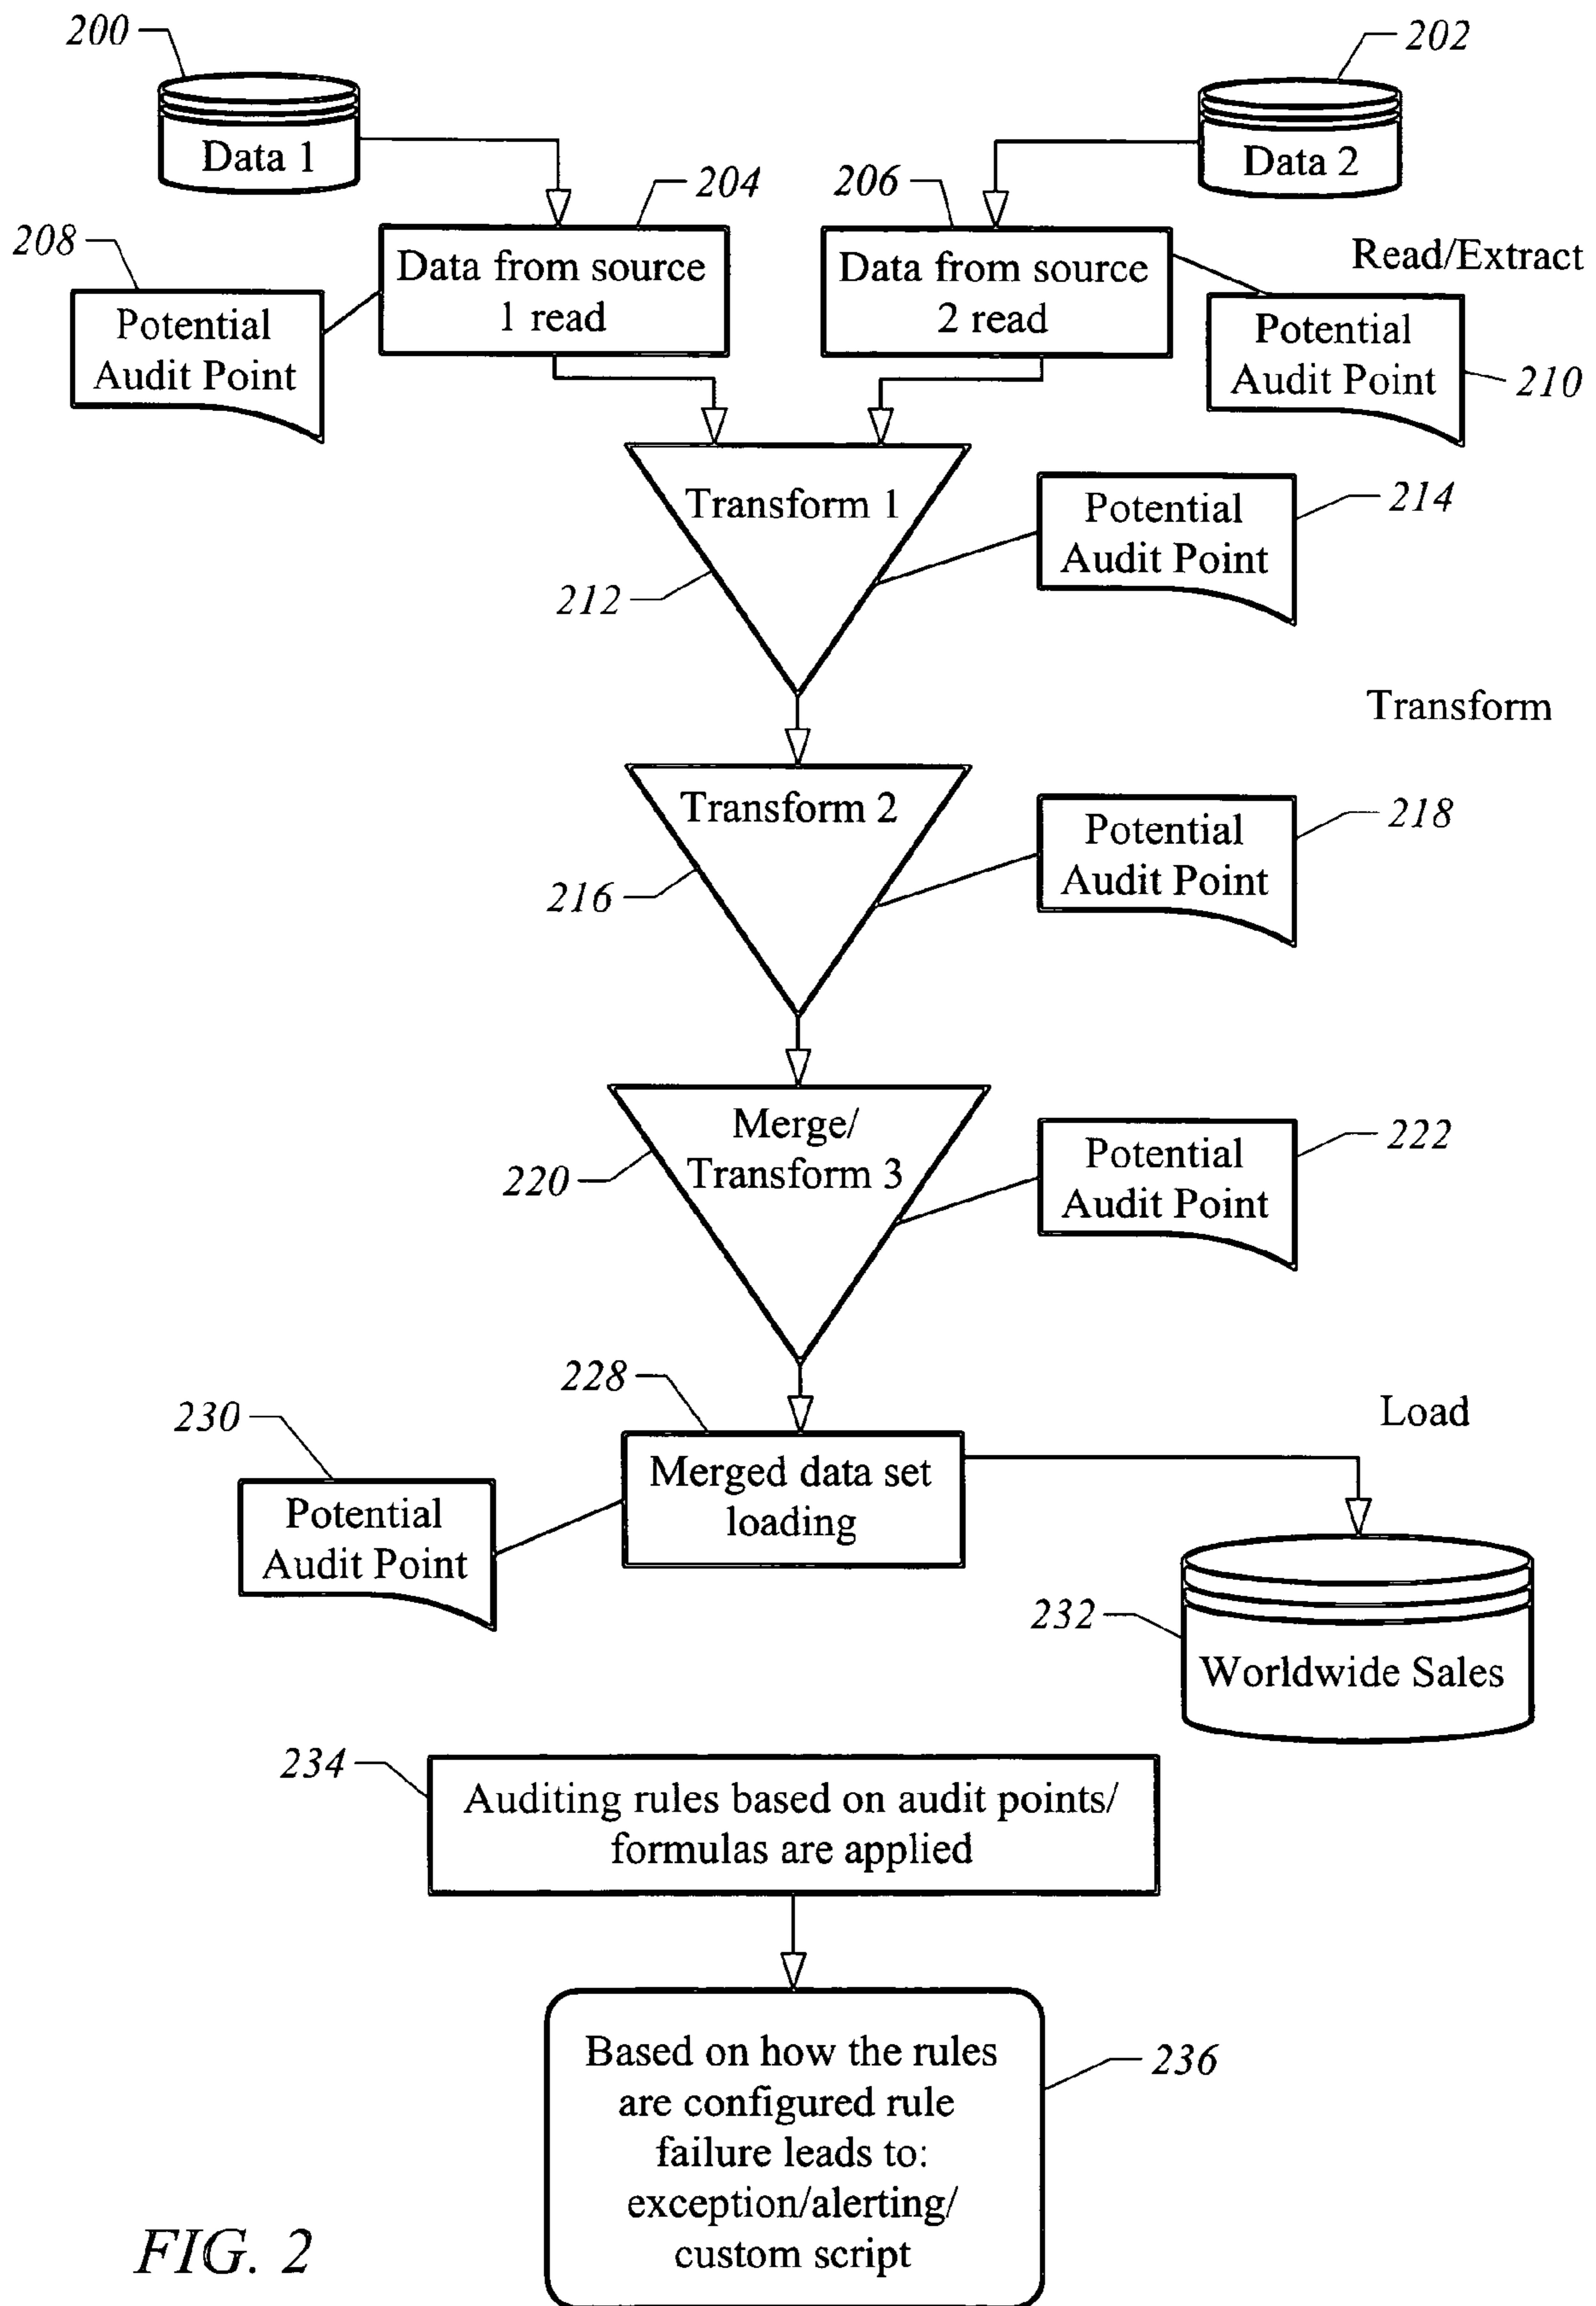 200
202
Data 1
Data 2
204
206
208
Data from source
1 read
Data from source
2 read
Read/Extract
Potential
Audit Point
Potential
Audit Point
210
Transform 1
Potential
Audit Point
214
212
Transform
Transform 2
Potential
Audit Point
218
216
Merge/
Transform 3
Potential
Audit Point
222
220
228
230
Load
Merged data set
loading
Potential
Audit Point
232
Worldwide Sales
234
Auditing rules based on audit points/
formulas are applied
Based on how the rules
are configured rule
failure leads to:
exception/alerting/
custom script
236
FIG. 2